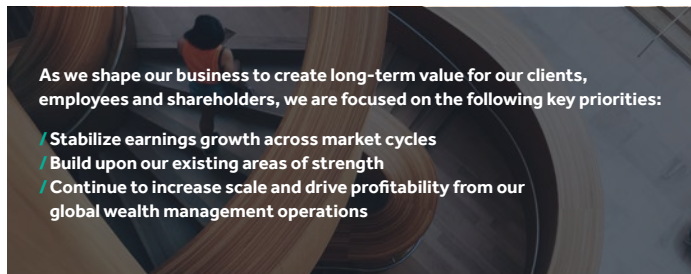 As we shape our business to create long-term value for our clients,
employees and shareholders, we are focused on the following key priorities:
/ Stabilize earnings growth across market cycles
/ Build upon our existing areas of strength
/ Continue to increase scale and drive profitability from our
global wealth management operations